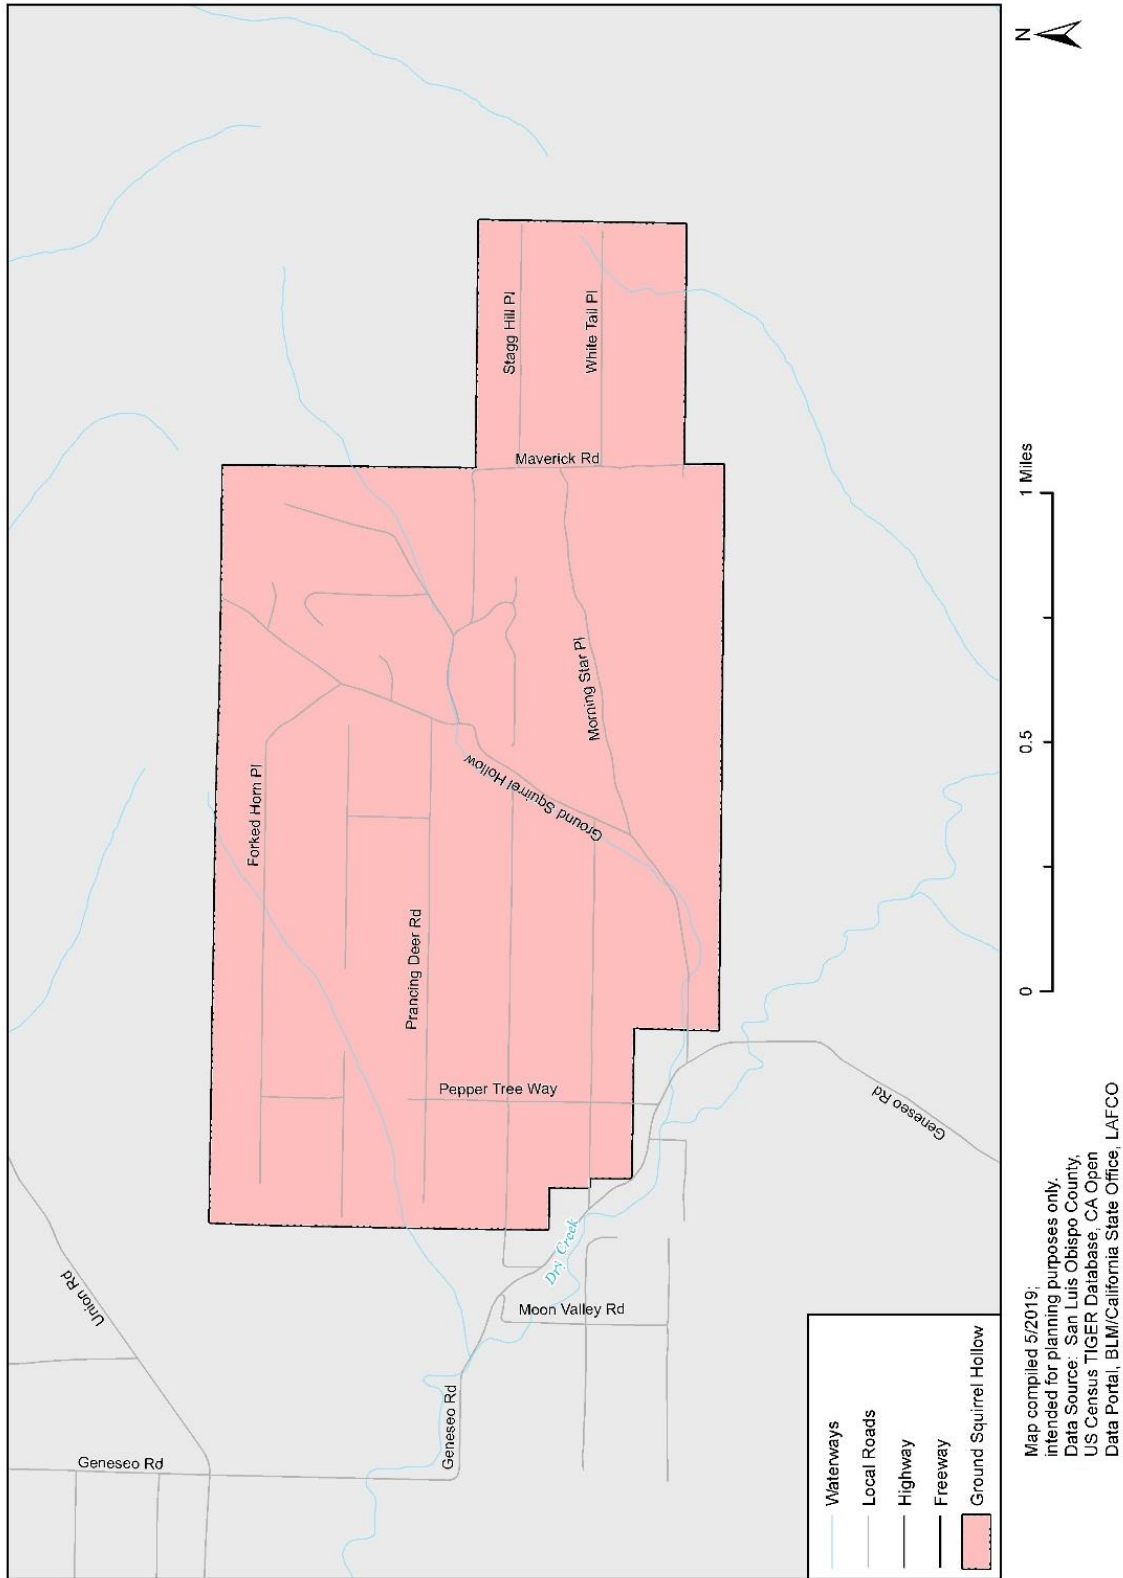 N
Stagg Hill Pl
White Tail Pl
Maverick Rd
Morning Star Pl
Ground Squirrel Hollow
Forked Horn Pl
Prancing Deer Rd
Pepper Tree Way
Geneseo Rd
Dry Creek
Moon Valley Rd
Union Rd
Geneseo Rd
Geneseo Rd
Waterways
Local Roads
Highway
Freeway
Ground Squirrel Hollow
0
0.5
1 Miles
Map compiled 5/2019;
intended for planning purposes only.
Data Source: San Luis Obispo County,
US Census TIGER Database, CA Open
Data Portal, BLM/California State Office, LAFCO